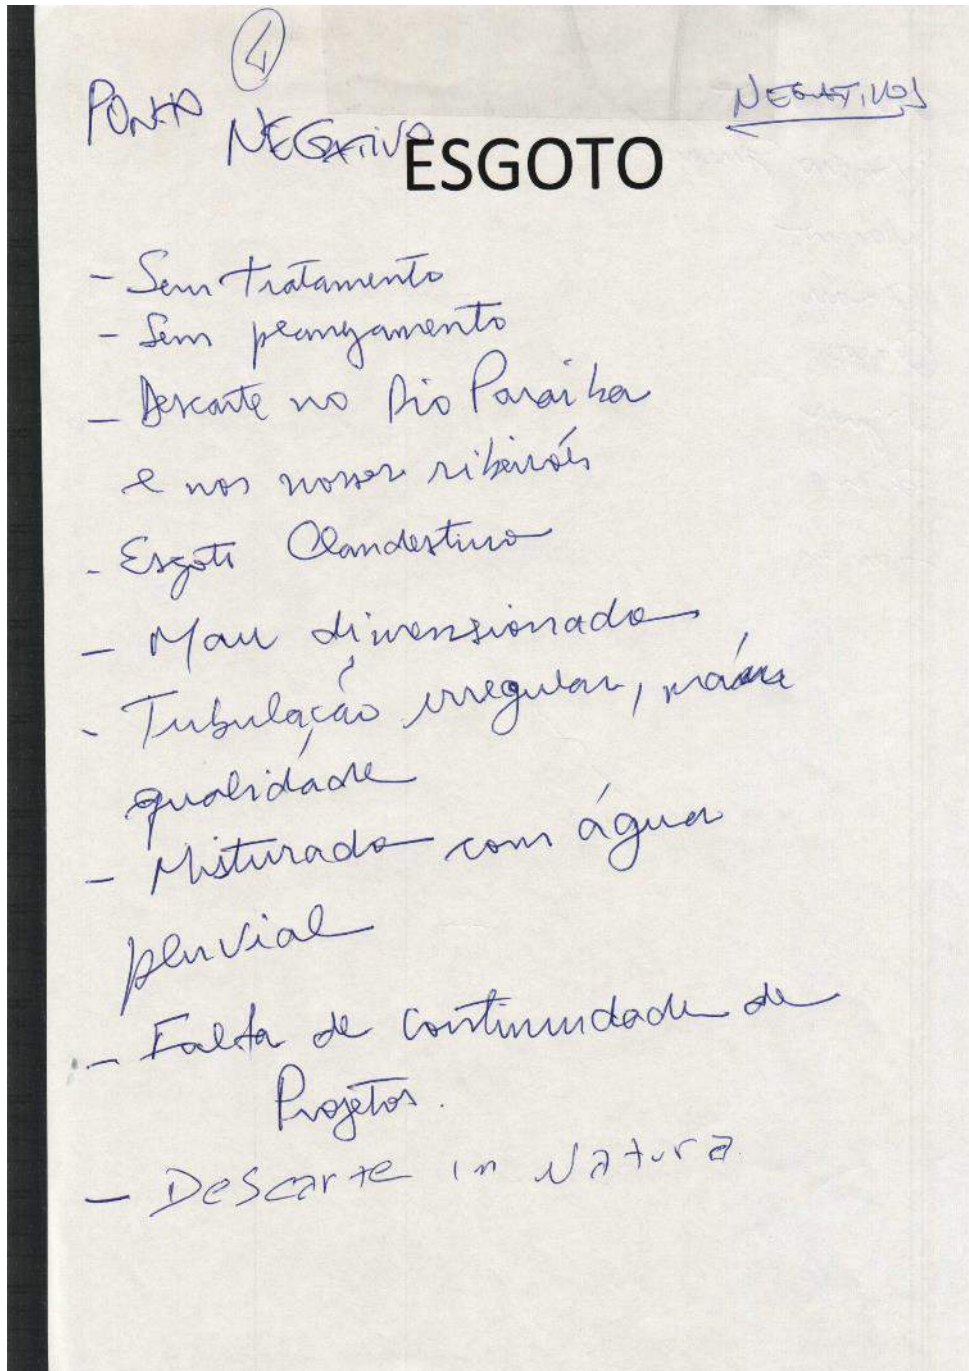 4
PONTO
NEGATIVO
NEGATIVOS
ESGOTO
- Sem tratamento
- Sem planejamento
- Descarte no Rio Paraiba
e nos nossos ribeirões
- Esgoto Clandestino
- Mau dimensionado
- Tubulação irregular, má
qualidade
- Misturado com água
pluvial
- Falta de continuidade de
Projetos.
- Descarte in Natura